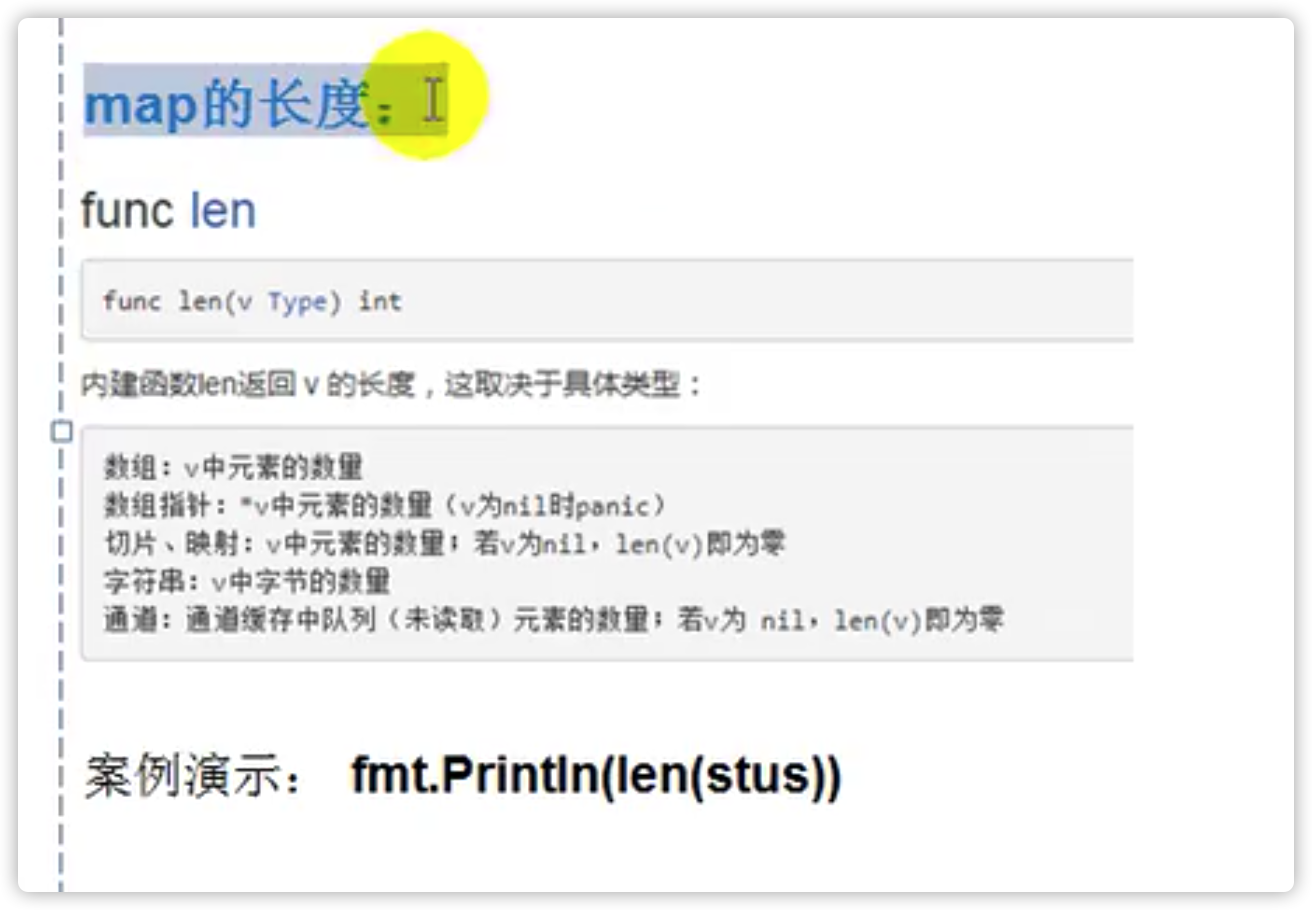 map的长度：
func len
func len(v Type) int
内建函数len返回 v 的长度，这取决于具体类型：
数组：v中元素的数量
数组指针：*v中元素的数量（v为nil时panic）
切片、映射：v中元素的数量；若v为nil，len(v)即为零
字符串：v中字节的数量
通道：通道缓存中队列（未读取）元素的数量；若v为 nil，len(v)即为零
案例演示： fmt.Println(len(stus))